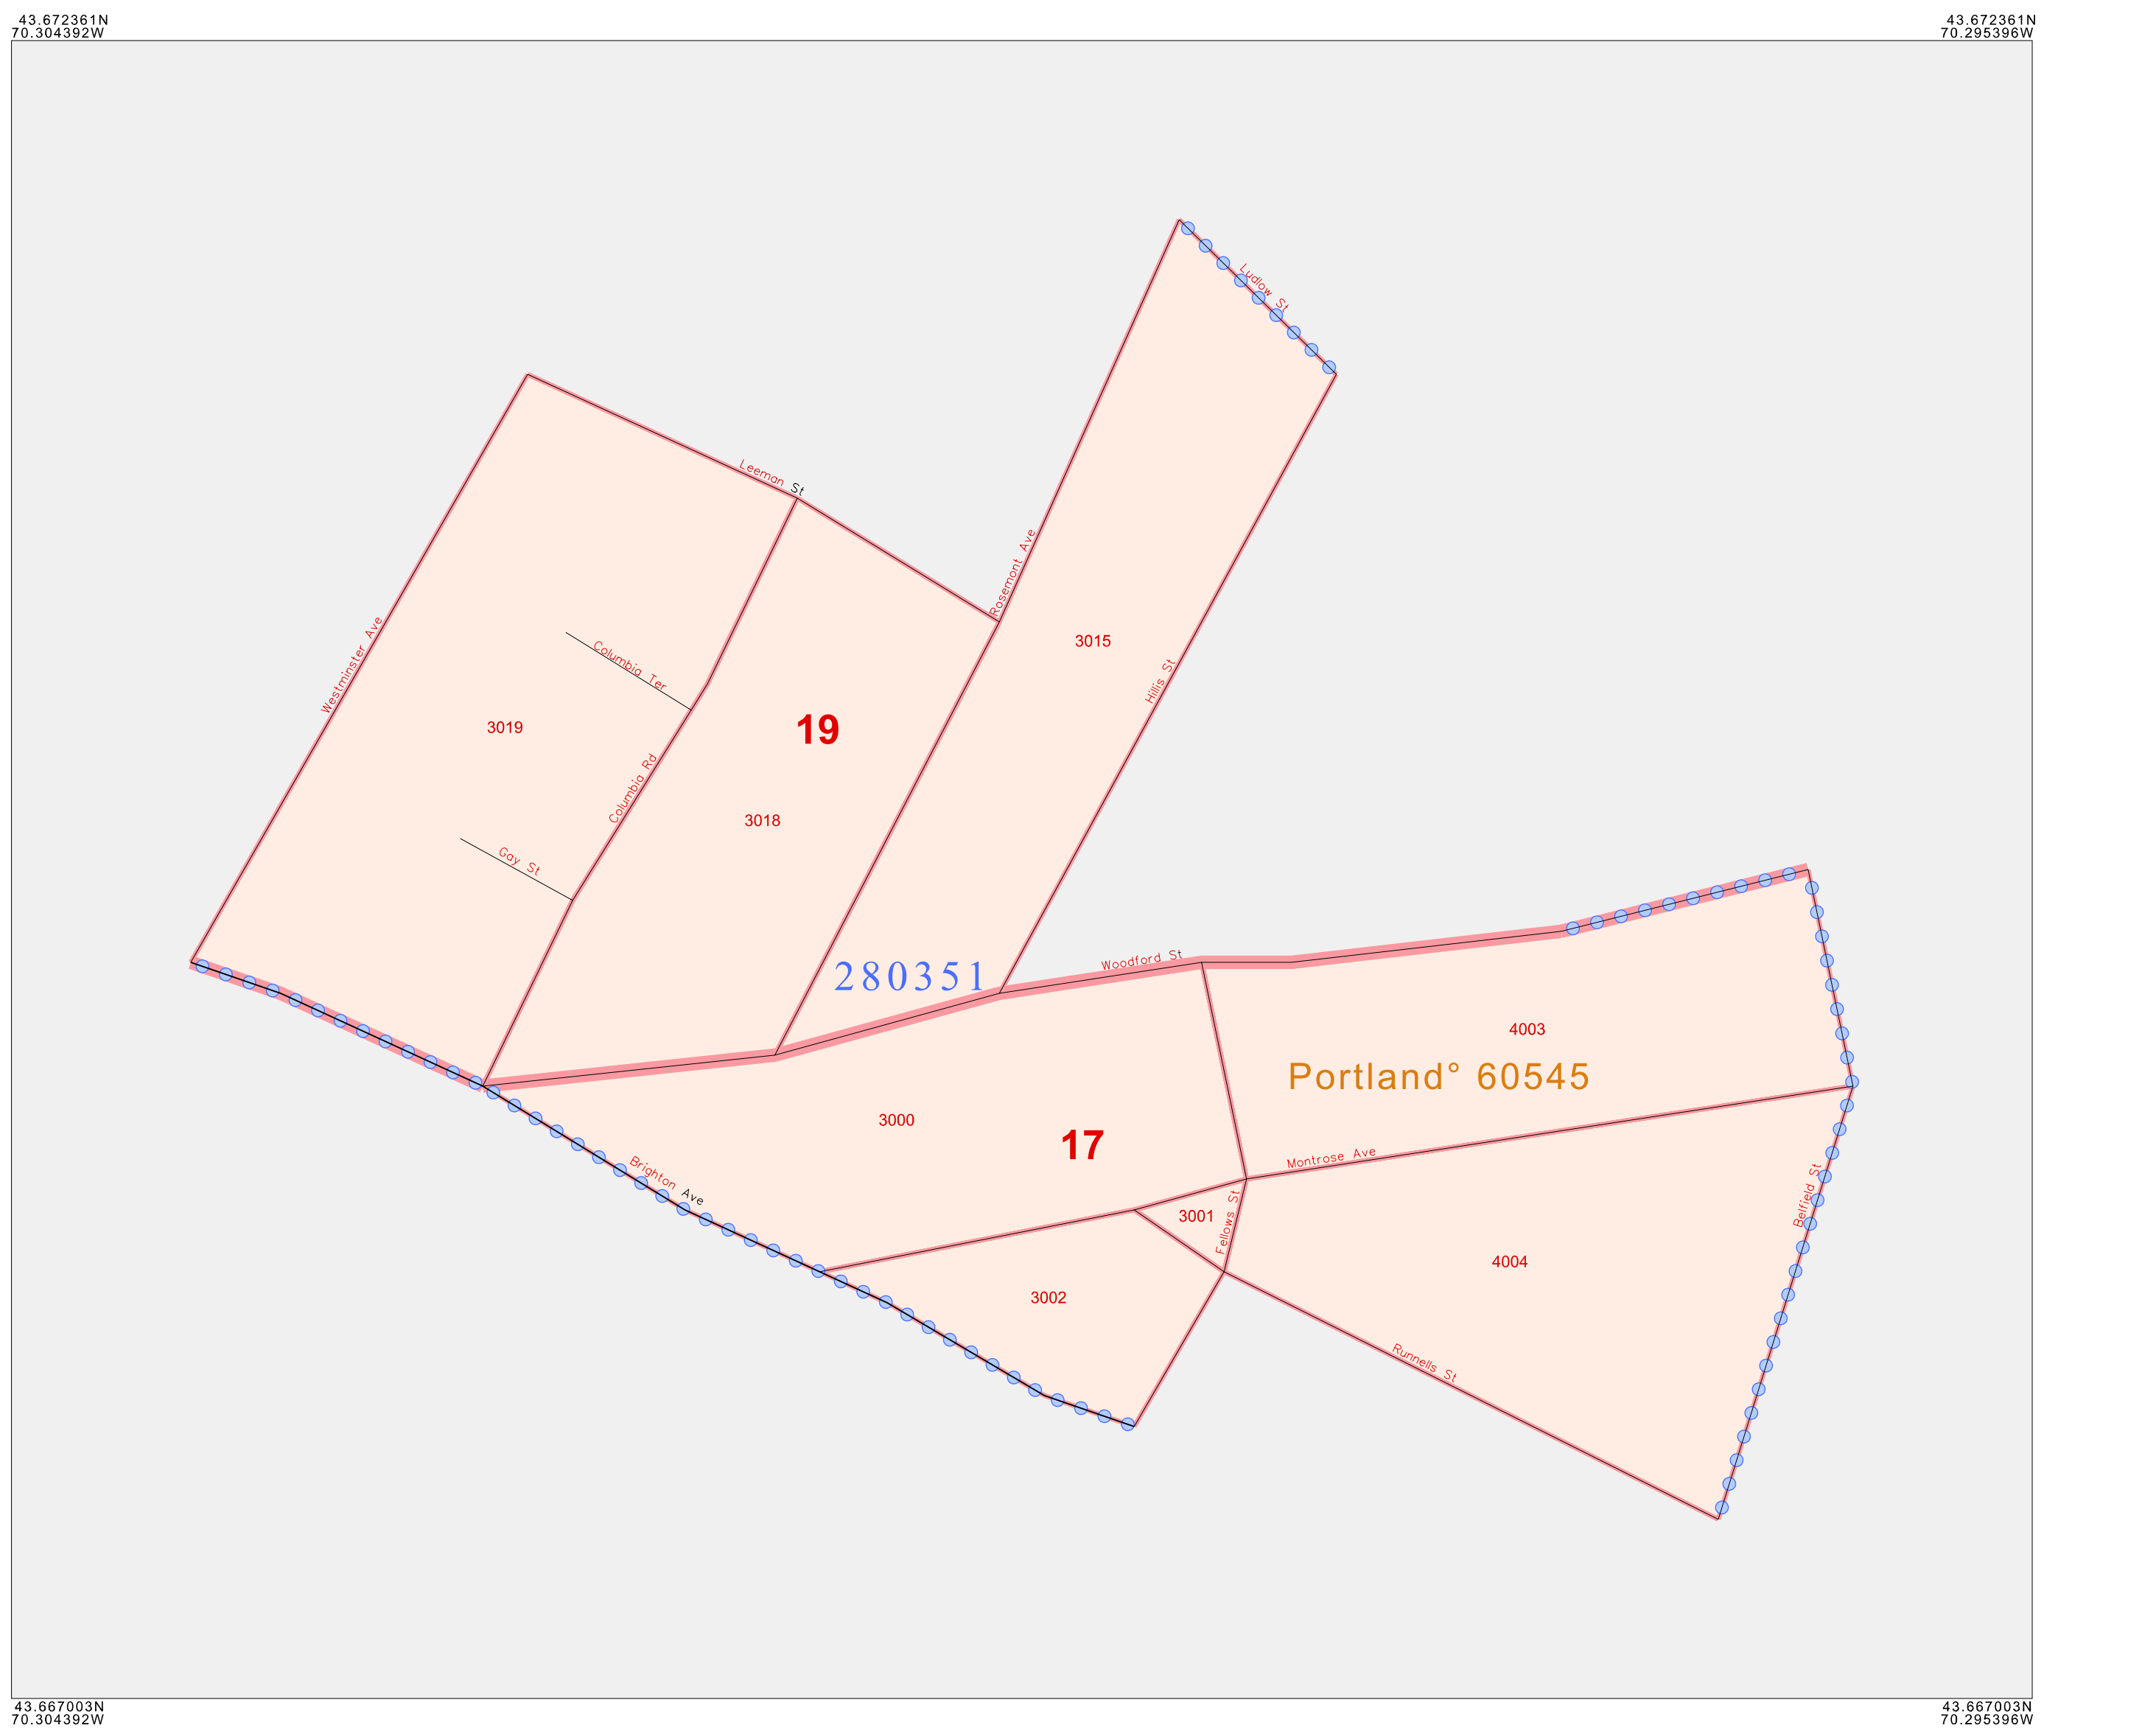 43.672361N
70.304392W
43.672361N
70.295396W
Ludlow St
Leeman St
Rosemont Ave
Westminster Ave
Columbia Ter
3015
Hillis St
19
3019
Columbia Rd
3018
Gay St
Woodford St
280351
4003
Portland° 60545
3000
17
Montrose Ave
Brighton Ave
Fellows St
3001
Belfield St
4004
3002
Runnells St
43.667003N
70.304392W
43.667003N
70.295396W